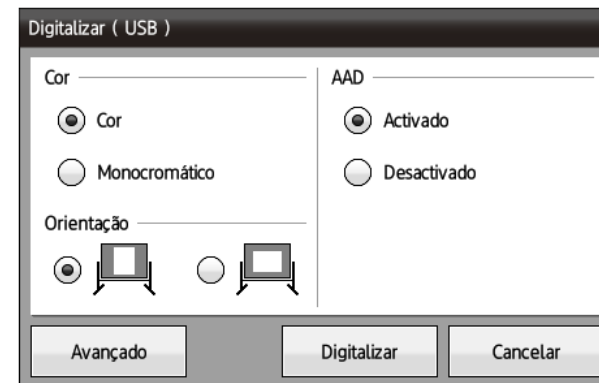 Digitalizar ( USB )
Cor
Cor
Monocromático
Orientação
AAD
Activado
Desactivado
Avançado
Digitalizar
Cancelar